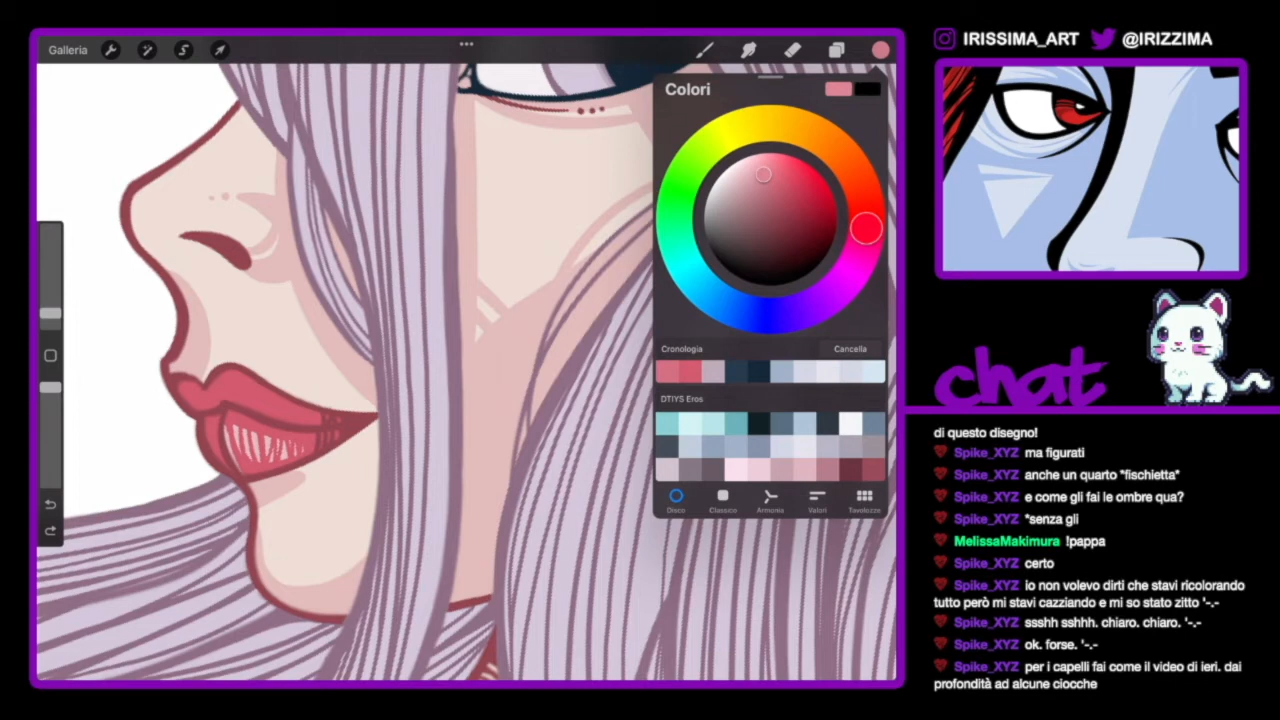 Galleria
Colori
Cronologia
Cancella
DTIYS Eros
Disco
Classico
Armonia
Valori
Tavolozze
IRISSIMA_ART
@IRIZZIMA
chat
di questo disegno!
Spike_XYZ ma figurati
Spike_XYZ anche un quarto *fischietta*
Spike_XYZ e come gli fai le ombre qua?
Spike_XYZ *senza gli
MelissaMakimura !pappa
Spike_XYZ certo
Spike_XYZ io non volevo dirti che stavi ricolorando
tutto però mi stavi cazziando e mi so stato zitto '-.-
Spike_XYZ ssshh sshhh. chiaro. chiaro. '-.-
Spike_XYZ ok. forse. '-.-
Spike_XYZ per i capelli fai come il video di ieri. dai
profondità ad alcune ciocche